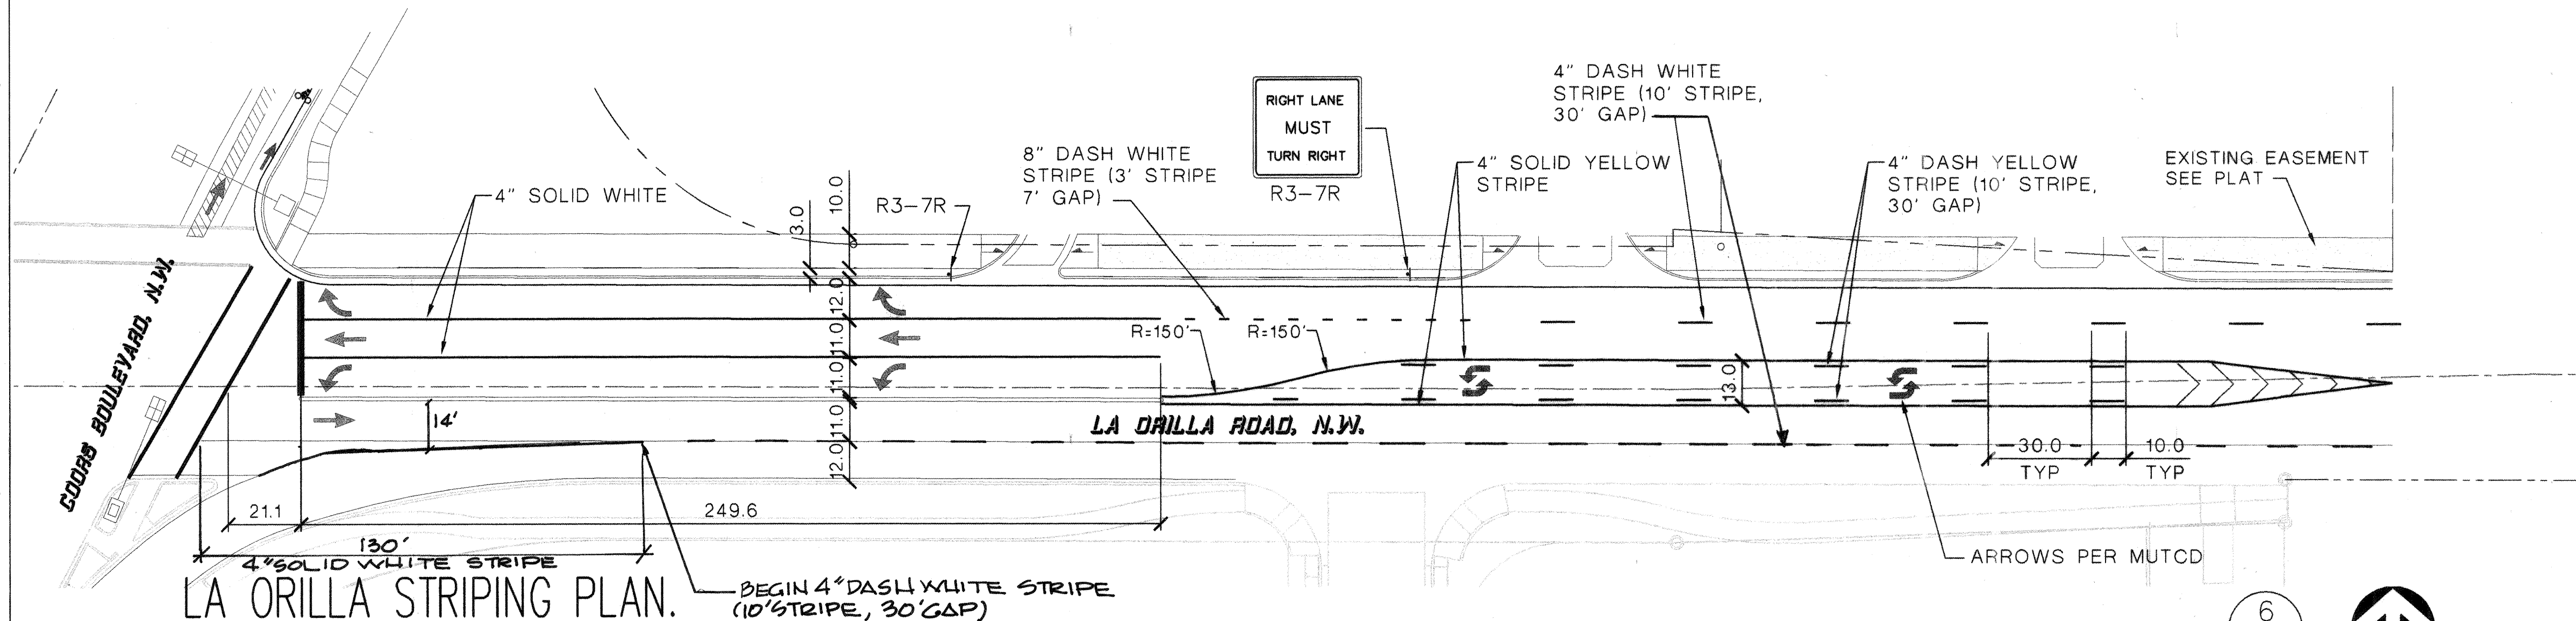 4" DASH WHITE
STRIPE (10' STRIPE,
30' GAP)
RIGHT LANE
MUST
TURN RIGHT
R3-7R
8" DASH WHITE
STRIPE (3' STRIPE
7' GAP)
4" SOLID YELLOW
STRIPE
4" DASH YELLOW
STRIPE (10' STRIPE,
30' GAP)
EXISTING EASEMENT
SEE PLAT
4" SOLID WHITE
R3-7R
3.0
10.0
12.0
11.0
11.0
11.0
12.0
R=150'
R=150'
13.0
14'
COORS BOULEVARD, N.W.
LA ORILLA ROAD, N.W.
30.0
TYP
10.0
TYP
21.1
249.6
130'
4" SOLID WHITE STRIPE
ARROWS PER MUTCD
LA ORILLA STRIPING PLAN.
BEGIN 4" DASH WHITE STRIPE
(10' STRIPE, 30' GAP)
6